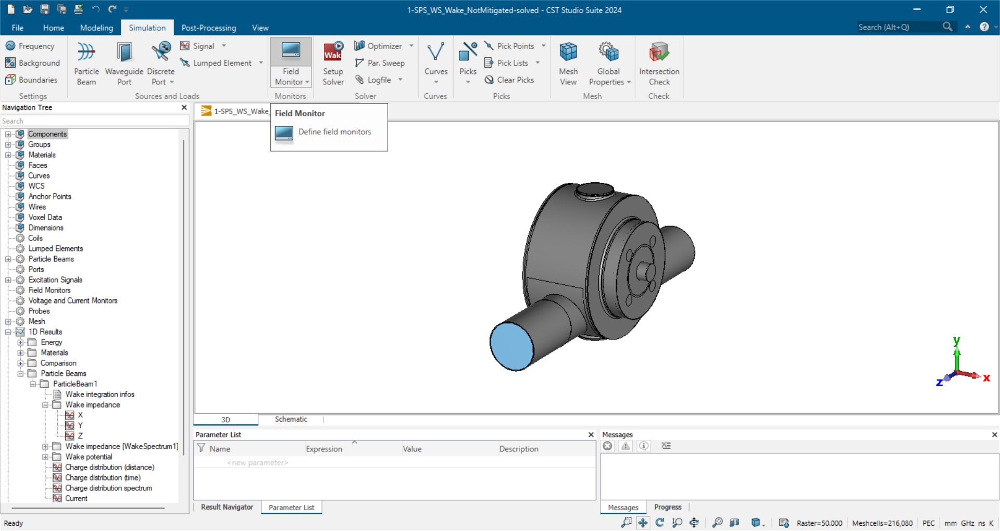 1-SPS_WS_Wake_NotMitigated-solved - CST Studio Suite 2024
File Home Modeling Simulation Post-Processing View
Search (Alt+Q)
Frequency
Background
Boundaries
Settings
Particle Beam
Waveguide Port
Discrete Port
Signal
Lumped Element
Sources and Loads
Field Monitor
Monitors
Wak
Setup Solver
Optimizer
Par. Sweep
Logfile
Solver
Curves
Curves
Picks
Pick Points
Pick Lists
Clear Picks
Picks
Mesh View
Global Properties
Mesh
Intersection Check
Check
Navigation Tree
Search
Components
Groups
Materials
Faces
Curves
WCS
Anchor Points
Wires
Voxel Data
Dimensions
Coils
Lumped Elements
Particle Beams
Ports
Excitation Signals
Field Monitors
Voltage and Current Monitors
Probes
Mesh
1D Results
Energy
Materials
Comparison
Particle Beams
ParticleBeam1
Wake integration infos
Wake impedance
X
Y
Z
Wake impedance [WakeSpectrum1]
Wake potential
Charge distribution (distance)
Charge distribution (time)
Charge distribution spectrum
Current
1-SPS_WS_Wake_
Field Monitor
Define field monitors
y
x
z
3D Schematic
Parameter List
Name Expression Value Description
<new parameter>
Result Navigator Parameter List
Messages
Messages Progress
Ready
Raster=50.000 Meshcells=216,080 PEC mm GHz ns K